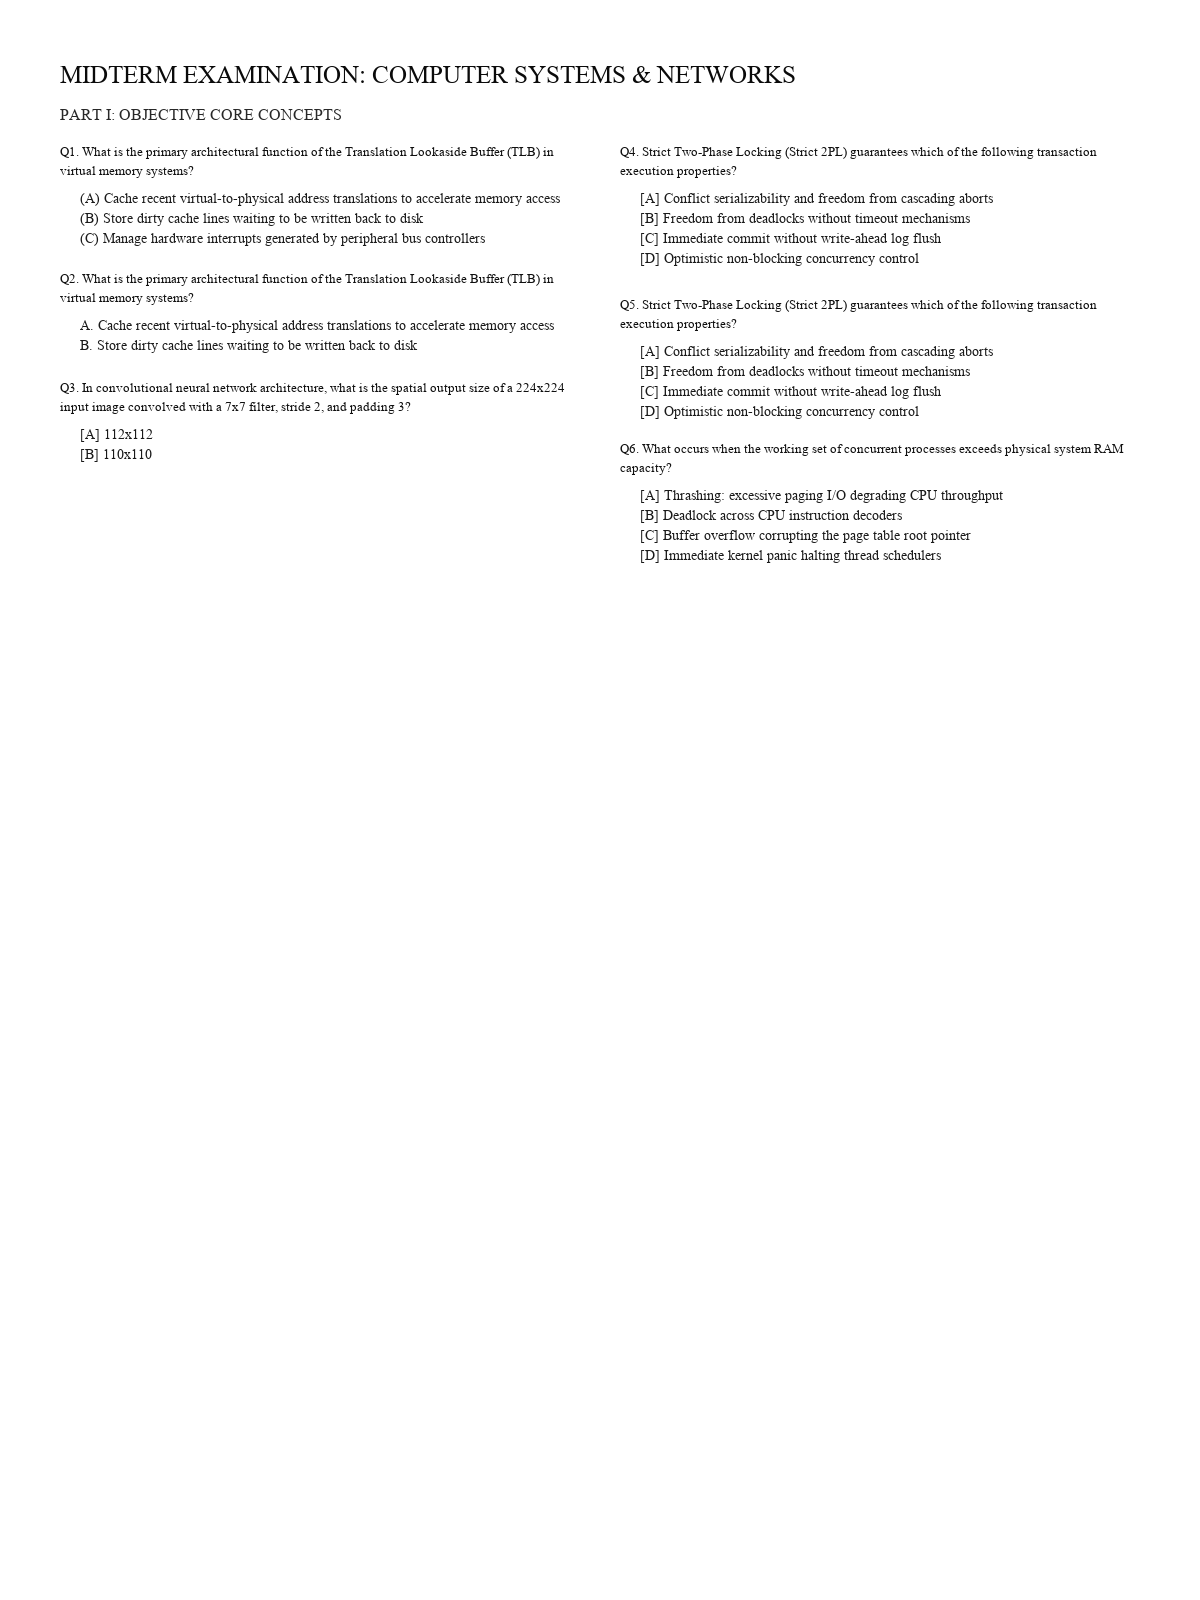 MIDTERM EXAMINATION: COMPUTER SYSTEMS & NETWORKS
PART I: OBJECTIVE CORE CONCEPTS
Q1. What is the primary architectural function of the Translation Lookaside Buffer (TLB) in
virtual memory systems?
(A) Cache recent virtual-to-physical address translations to accelerate memory access
(B) Store dirty cache lines waiting to be written back to disk
(C) Manage hardware interrupts generated by peripheral bus controllers
Q2. What is the primary architectural function of the Translation Lookaside Buffer (TLB) in
virtual memory systems?
A. Cache recent virtual-to-physical address translations to accelerate memory access
B. Store dirty cache lines waiting to be written back to disk
Q3. In convolutional neural network architecture, what is the spatial output size of a 224x224
input image convolved with a 7x7 filter, stride 2, and padding 3?
[A] 112x112
[B] 110x110
Q4. Strict Two-Phase Locking (Strict 2PL) guarantees which of the following transaction
execution properties?
[A] Conflict serializability and freedom from cascading aborts
[B] Freedom from deadlocks without timeout mechanisms
[C] Immediate commit without write-ahead log flush
[D] Optimistic non-blocking concurrency control
Q5. Strict Two-Phase Locking (Strict 2PL) guarantees which of the following transaction
execution properties?
[A] Conflict serializability and freedom from cascading aborts
[B] Freedom from deadlocks without timeout mechanisms
[C] Immediate commit without write-ahead log flush
[D] Optimistic non-blocking concurrency control
Q6. What occurs when the working set of concurrent processes exceeds physical system RAM
capacity?
[A] Thrashing: excessive paging I/O degrading CPU throughput
[B] Deadlock across CPU instruction decoders
[C] Buffer overflow corrupting the page table root pointer
[D] Immediate kernel panic halting thread schedulers